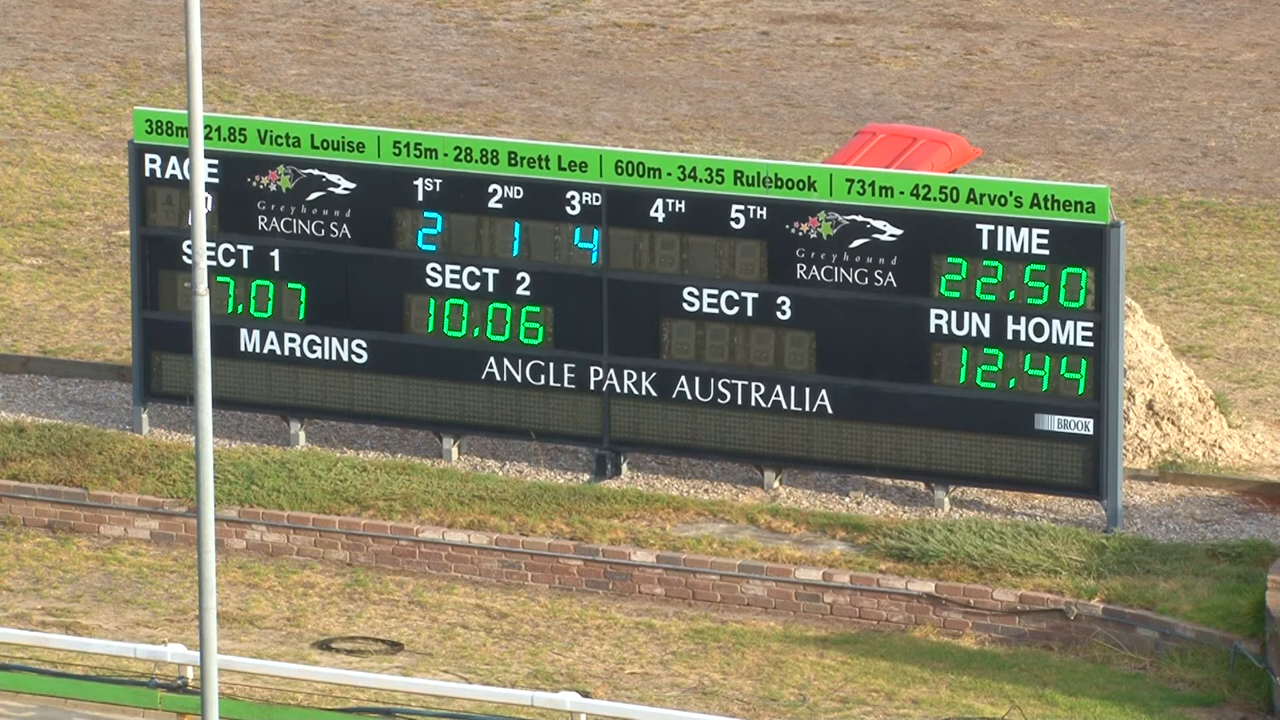 388m 21.85 Victa Louise | 515m - 28.88 Brett Lee | 600m - 34.35 Rulebook | 731m - 42.50 Arvo's Athena
RACE
Greyhound
RACING SA
1ST 2ND 3RD 4TH 5TH
2 1 4
Greyhound
RACING SA
TIME
22.50
SECT 1
7.07
SECT 2
10.06
SECT 3
RUN HOME
12.44
MARGINS
ANGLE PARK AUSTRALIA
BROOK